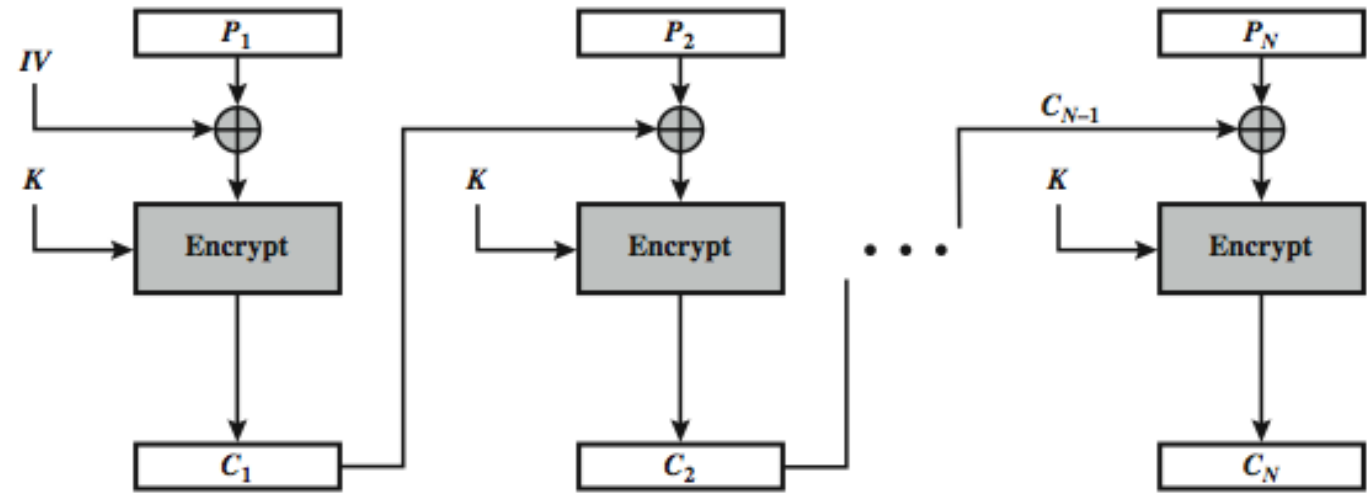 P1 P2 PN
IV
CN–1
K K K
Encrypt Encrypt Encrypt
C1 C2 CN